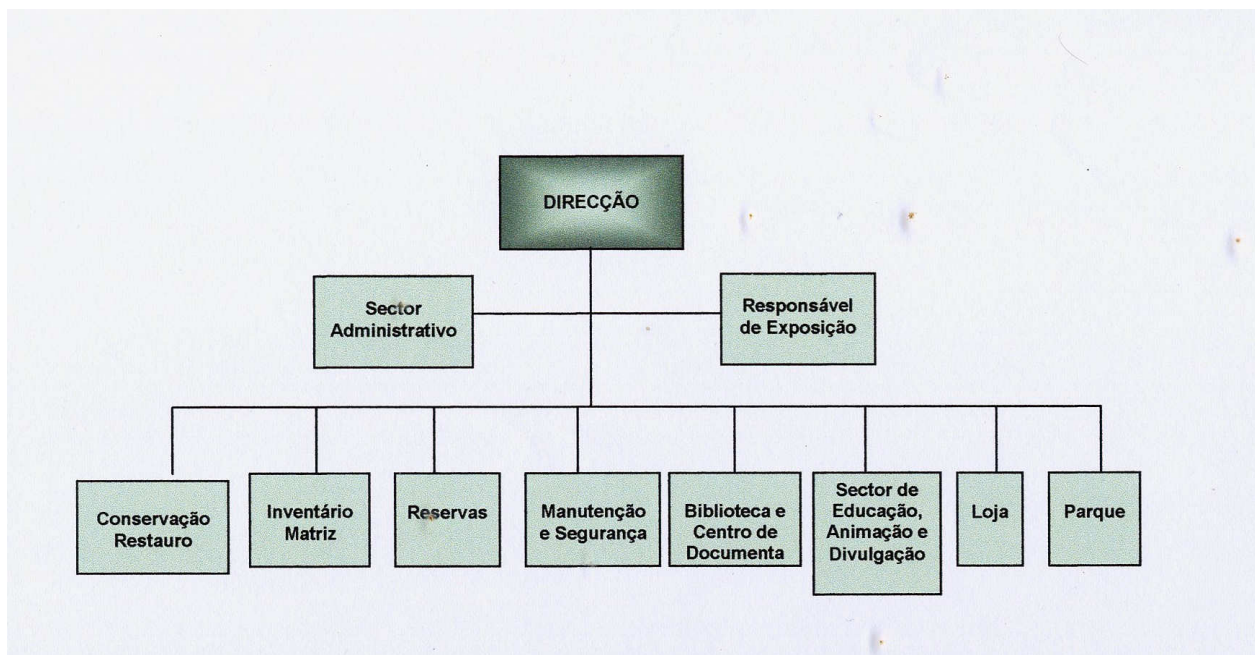 DIRECÇÃO
Sector
Administrativo
Responsável
de Exposição
Conservação
Restauro
Inventário
Matriz
Reservas
Manutenção
e Segurança
Biblioteca e
Centro de
Documenta
Sector de
Educação,
Animação e
Divulgação
Loja
Parque